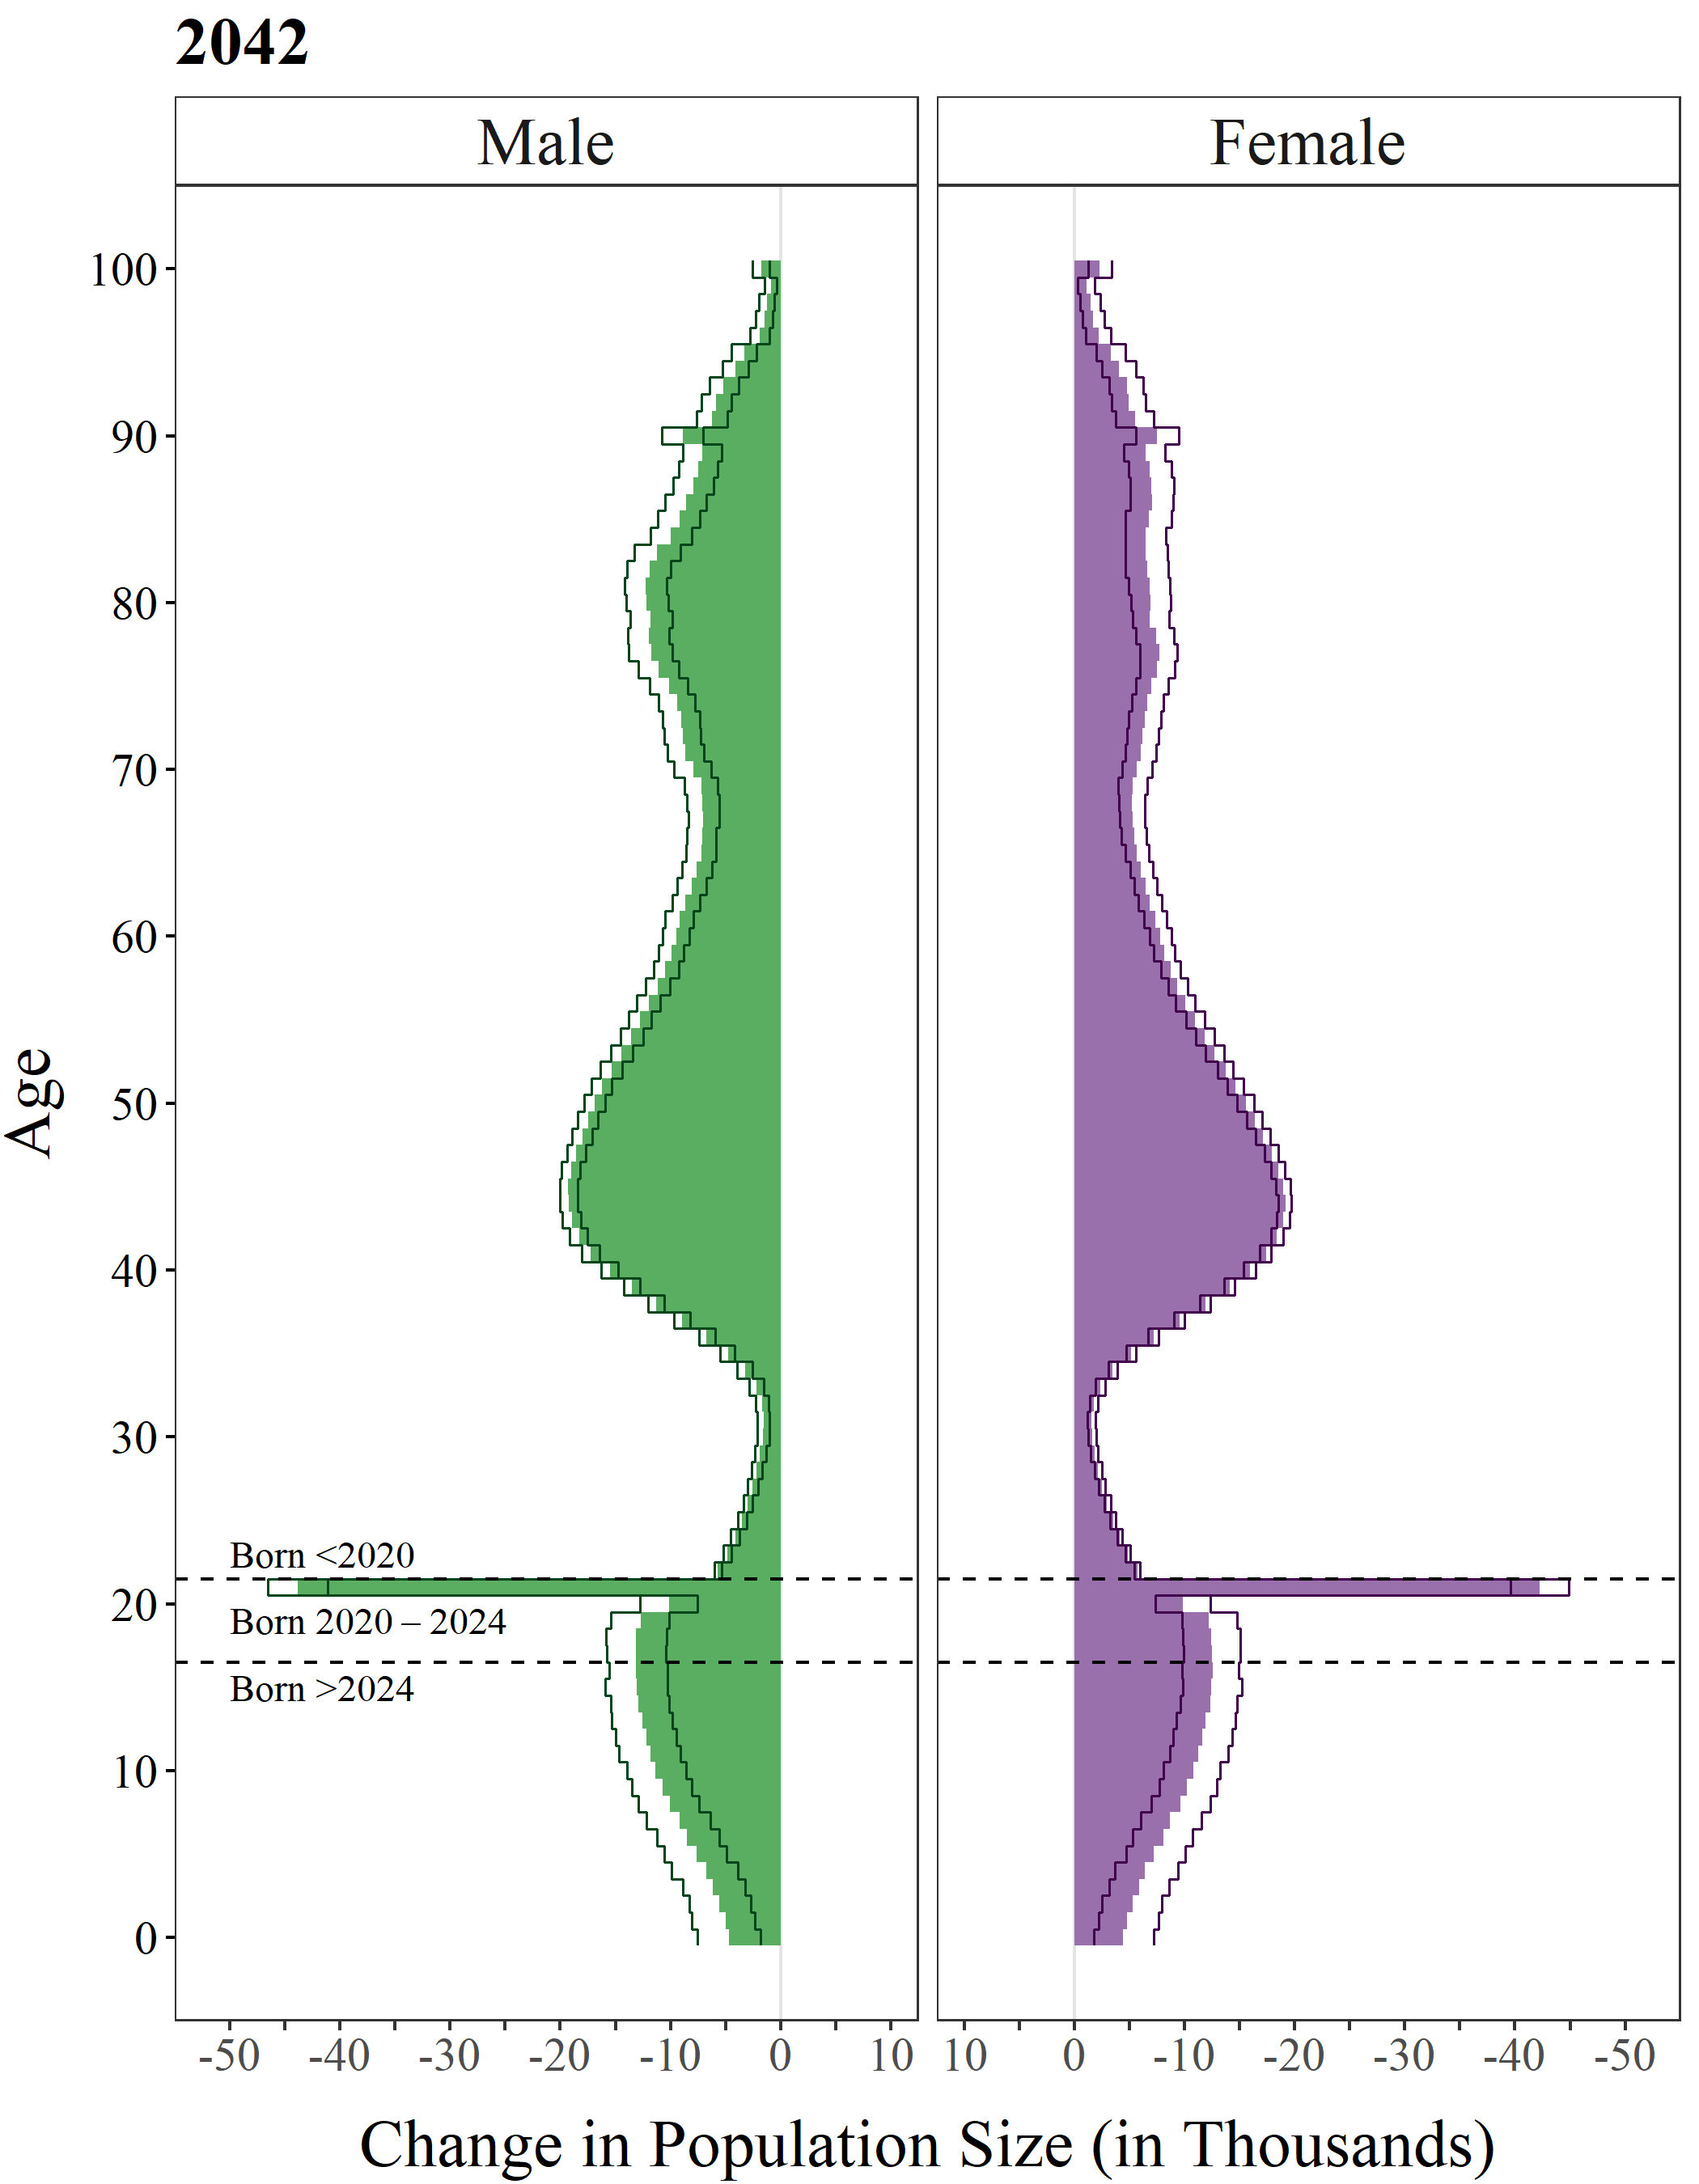 2042
Male
Female
100
90
80
70
60
50
40
30
20
10
0
Age
Born <2020
Born 2020 – 2024
Born >2024
-50 -40 -30 -20 -10 0 10
10 0 -10 -20 -30 -40 -50
Change in Population Size (in Thousands)